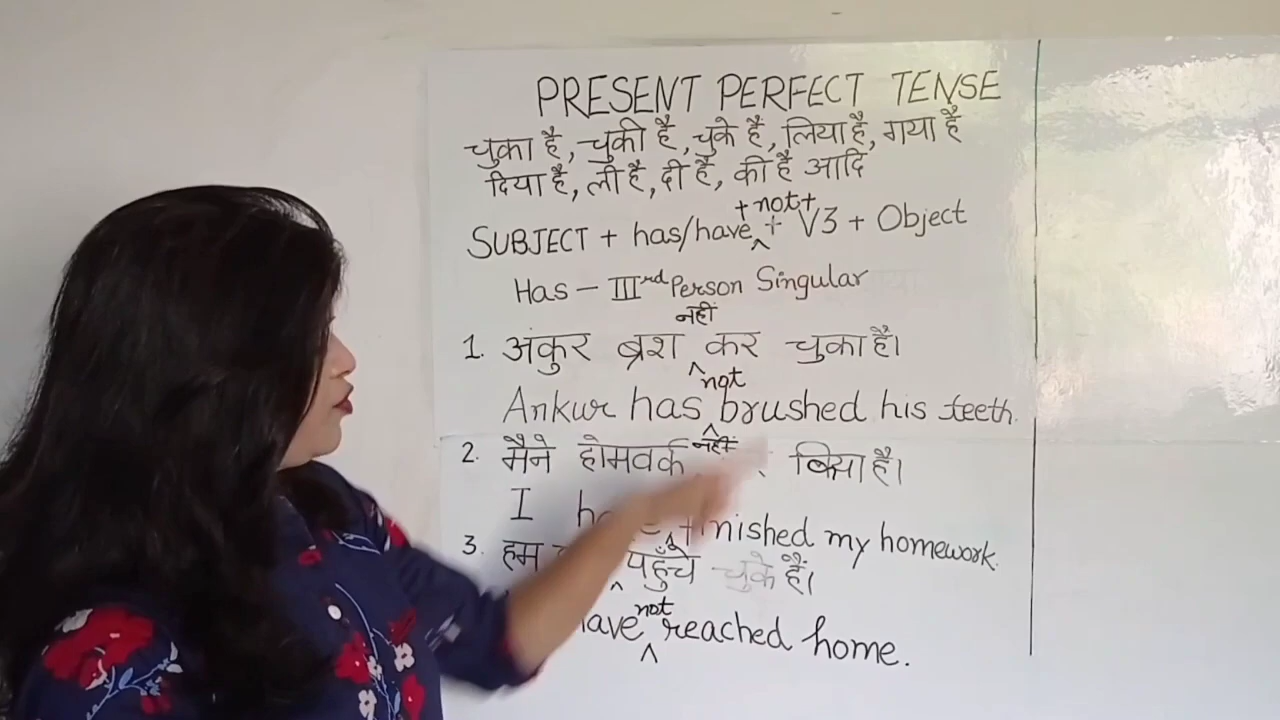 PRESENT PERFECT TENSE
चुका है, चुकी है, चुके है, लिया है, गया है
दिया है, ली है, दी है, की है आदि
+not+
SUBJECT + has/have ^ + V3 + Object
Has - IIIrd Person Singular
नहीं
1. अंकुर ब्रश ^ कर चुका है।
not
Ankur has ^ brushed his teeth.
नहीं
2. मैने होमवर्क किया है।
I finished my homework.
3. हम ^ पहुँचे चुके हैं।
not
have ^ reached home.